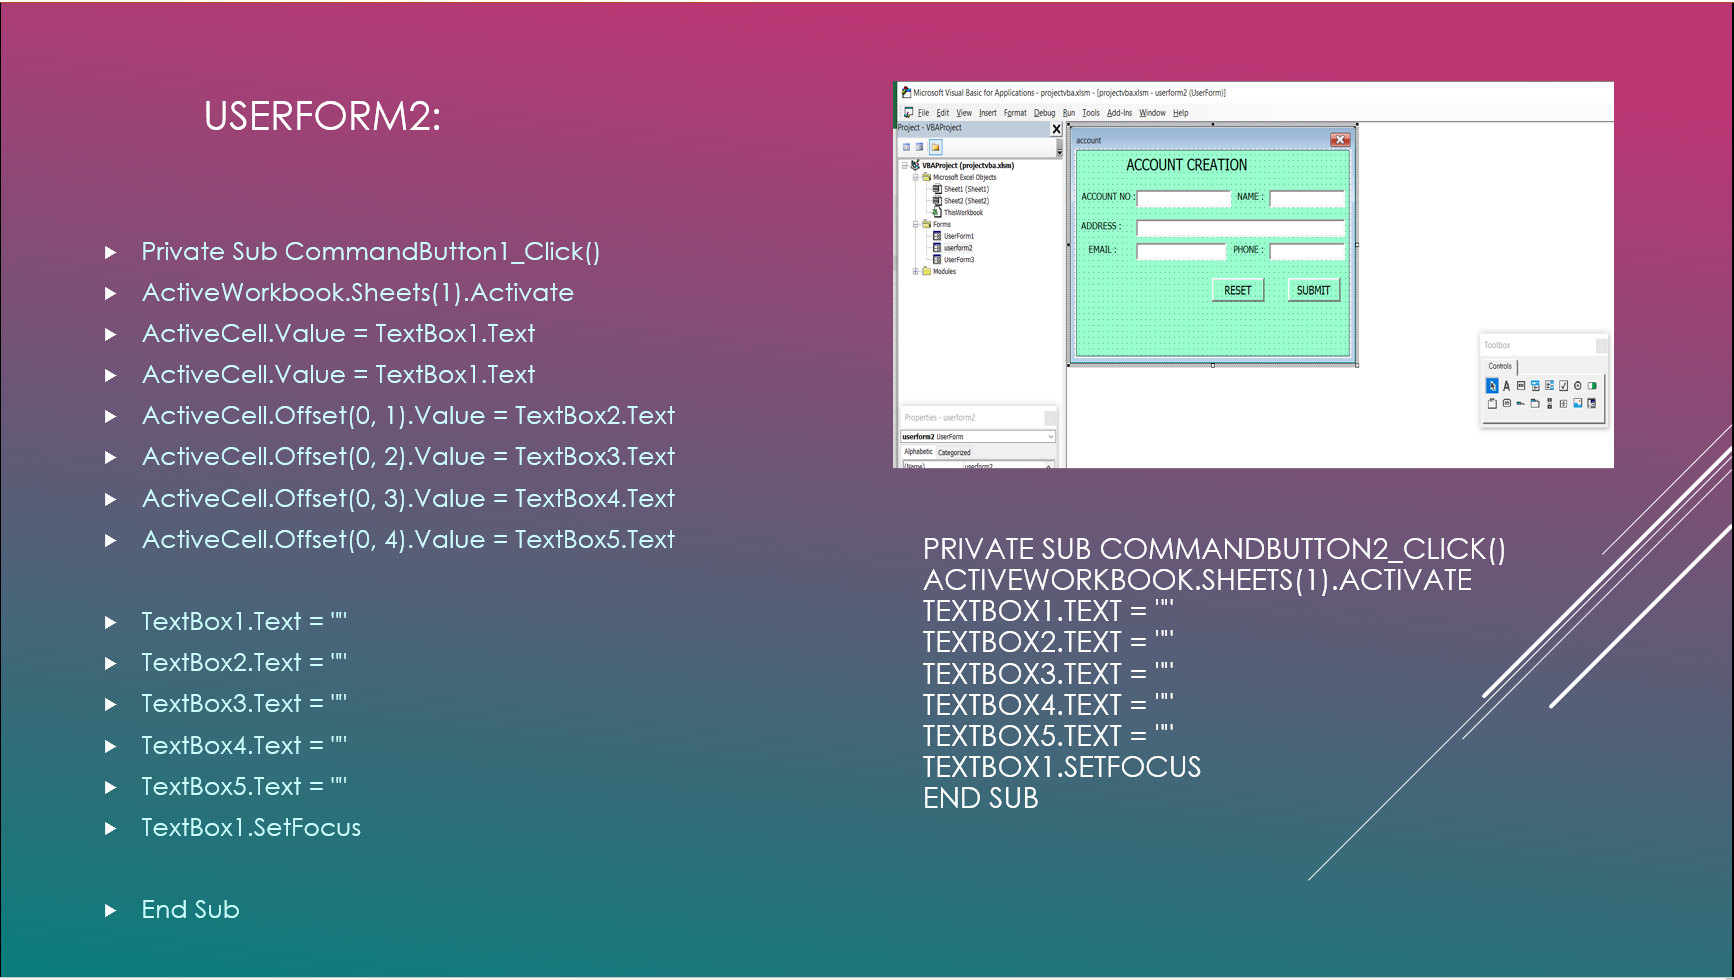 USERFORM2:
Private Sub CommandButton1_Click()
ActiveWorkbook.Sheets(1).Activate
ActiveCell.Value = TextBox1.Text
ActiveCell.Value = TextBox1.Text
ActiveCell.Offset(0, 1).Value = TextBox2.Text
ActiveCell.Offset(0, 2).Value = TextBox3.Text
ActiveCell.Offset(0, 3).Value = TextBox4.Text
ActiveCell.Offset(0, 4).Value = TextBox5.Text
TextBox1.Text = ""
TextBox2.Text = ""
TextBox3.Text = ""
TextBox4.Text = ""
TextBox5.Text = ""
TextBox1.SetFocus
End Sub
Microsoft Visual Basic for Applications - projectvba.xlsm - [projectvba.xlsm - userform2 (UserForm)]
File Edit View Insert Format Debug Run Tools Add-Ins Window Help
Project - VBAProject
VBAProject (projectvba.xlsm)
Microsoft Excel Objects
Sheet1 (Sheet1)
Sheet2 (Sheet2)
ThisWorkbook
Forms
UserForm1
userform2
UserForm3
Modules
Properties - userform2
userform2 UserForm
Alphabetic Categorized
(Name) userform2
account
ACCOUNT CREATION
ACCOUNT NO : NAME :
ADDRESS :
EMAIL : PHONE :
RESET SUBMIT
Toolbox
Controls
PRIVATE SUB COMMANDBUTTON2_CLICK()
ACTIVEWORKBOOK.SHEETS(1).ACTIVATE
TEXTBOX1.TEXT = ""
TEXTBOX2.TEXT = ""
TEXTBOX3.TEXT = ""
TEXTBOX4.TEXT = ""
TEXTBOX5.TEXT = ""
TEXTBOX1.SETFOCUS
END SUB